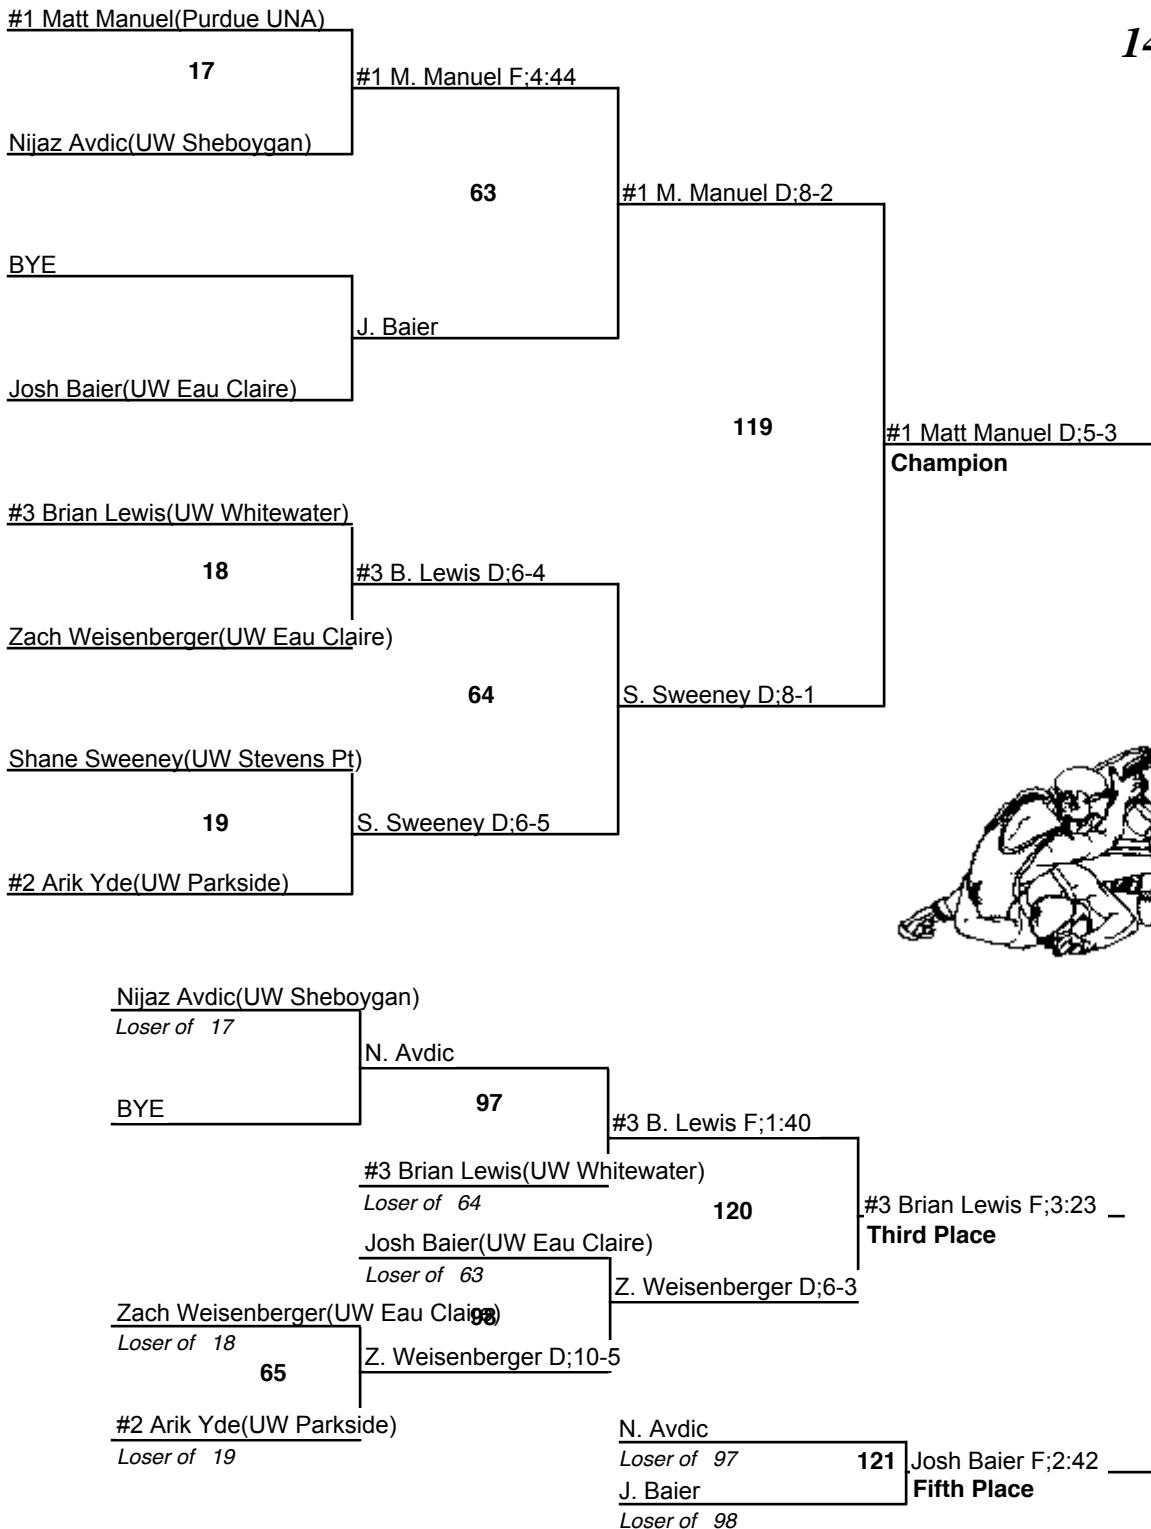 #1 Matt Manuel(Purdue UNA)
14
17
#1 M. Manuel F;4:44
Nijaz Avdic(UW Sheboygan)
63
#1 M. Manuel D;8-2
BYE
J. Baier
Josh Baier(UW Eau Claire)
119
#1 Matt Manuel D;5-3
Champion
#3 Brian Lewis(UW Whitewater)
18
#3 B. Lewis D;6-4
Zach Weisenberger(UW Eau Claire)
64
S. Sweeney D;8-1
Shane Sweeney(UW Stevens Pt)
19
S. Sweeney D;6-5
#2 Arik Yde(UW Parkside)
Nijaz Avdic(UW Sheboygan)
Loser of 17
N. Avdic
BYE
97
#3 B. Lewis F;1:40
#3 Brian Lewis(UW Whitewater)
Loser of 64
120
#3 Brian Lewis F;3:23
Third Place
Josh Baier(UW Eau Claire)
Loser of 63
Z. Weisenberger D;6-3
Zach Weisenberger(UW Eau Claire)
98
Loser of 18
Z. Weisenberger D;10-5
65
#2 Arik Yde(UW Parkside)
Loser of 19
N. Avdic
Loser of 97
121
Josh Baier F;2:42
Fifth Place
J. Baier
Loser of 98